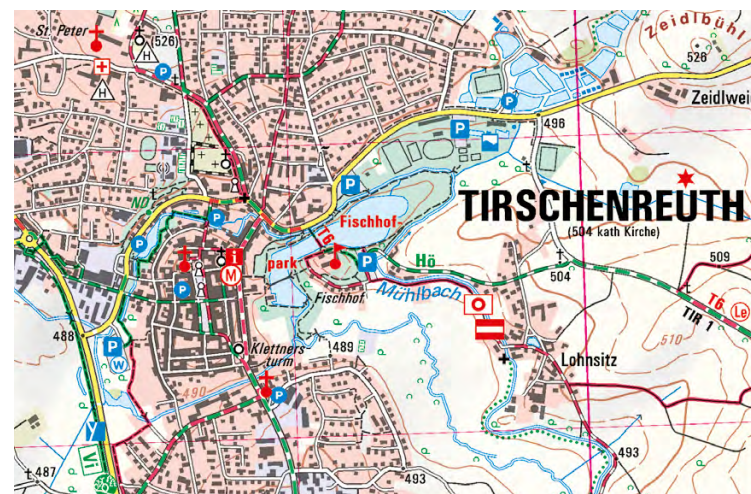 St. Peter
(526)
H
H
P
Zeidlbühl
526
Zeidlwei
P
496
P
P
ND
P
P
Fischhof-
park
T6
TIRSCHENREUTH
(504 kath Kirche)
i
M
P
P
Hö
Fischhof
Mühlbach
504
509
T6
TIR 1
Le
488
P
W
Klettners-
turm
489
490
510
Lohnsitz
P
Y
Vi
487
493
493